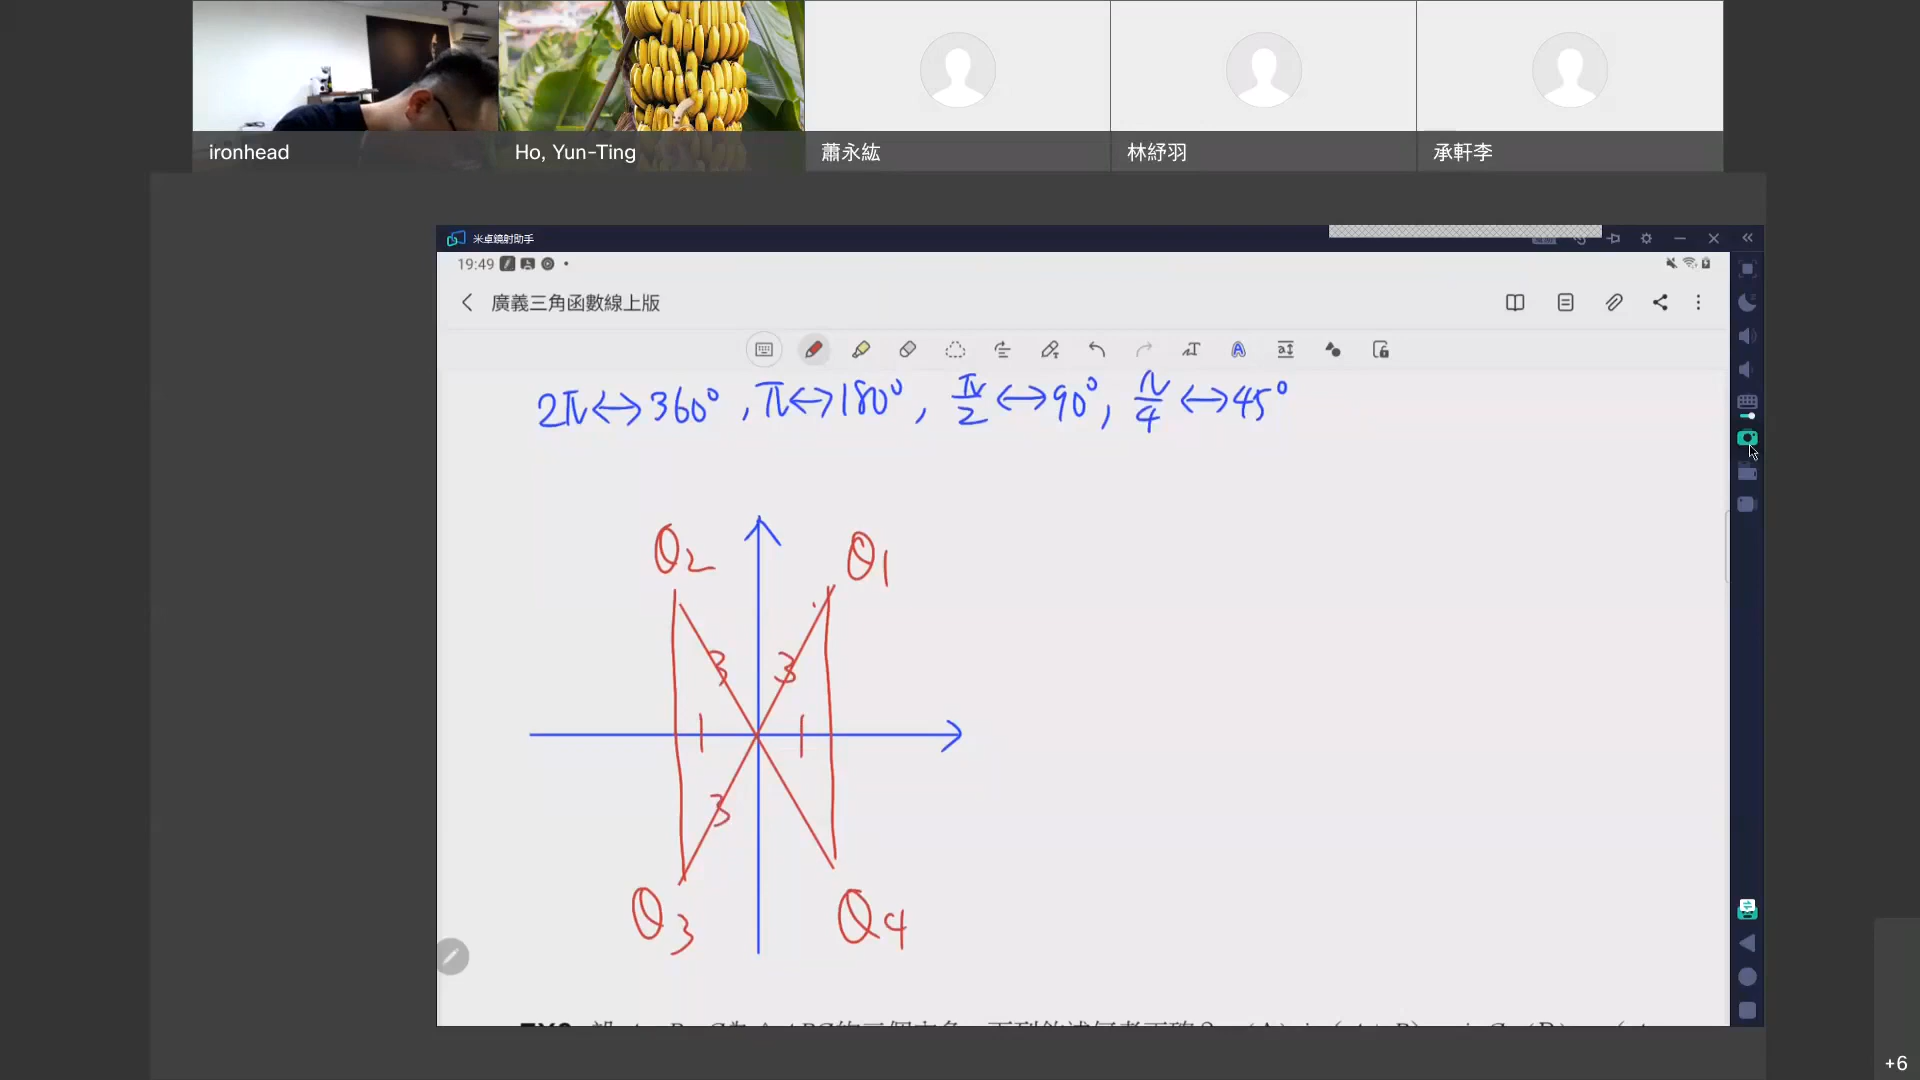 ironhead
Ho, Yun-Ting
蕭永紘
林紓羽
承軒李
米卓鏡射助手
19:49
廣義三角函數線上版
2π↔360°, π↔180°, π/2↔90°, π/4↔45°
θ2 θ1
3 3
1 1
3
θ3 θ4
+6